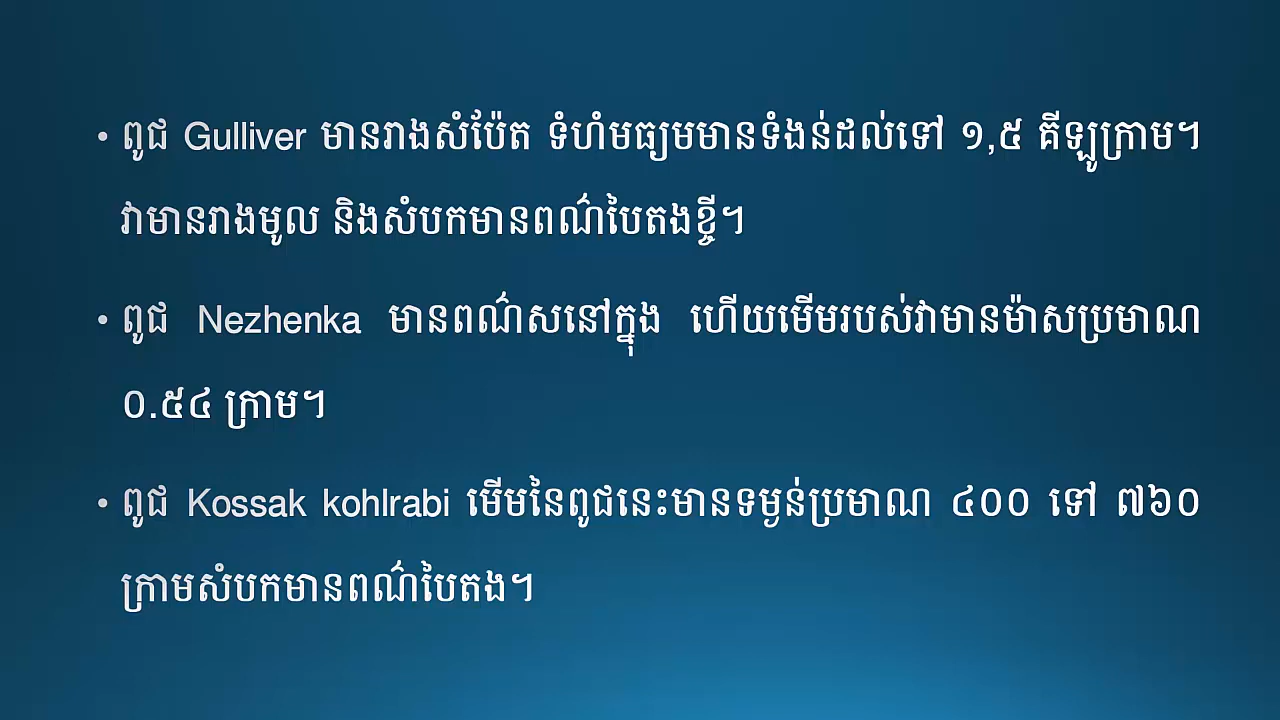 • ពូជ Gulliver មានរាងសំប៉ែត ទំហំមធ្យមមានទំងន់ដល់ទៅ ១,៥ គីឡូក្រាម។
វាមានរាងមូល និងសំបកមានពណ៌បៃតងខ្ចី។
• ពូជ Nezhenka មានពណ៌សនៅក្នុង ហើយមើមរបស់វាមានម៉ាសប្រមាណ
០.៥៤ ក្រាម។
• ពូជ Kossak kohlrabi មើមនៃពូជនេះមានទម្ងន់ប្រមាណ ៤០០ ទៅ ៧៦០
ក្រាមសំបកមានពណ៌បៃតង។